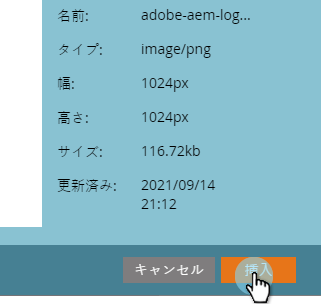 名前: adobe-aem-log...
タイプ: image/png
幅: 1024px
高さ: 1024px
サイズ: 116.72kb
更新済み: 2021/09/14
21:12
キャンセル 挿入